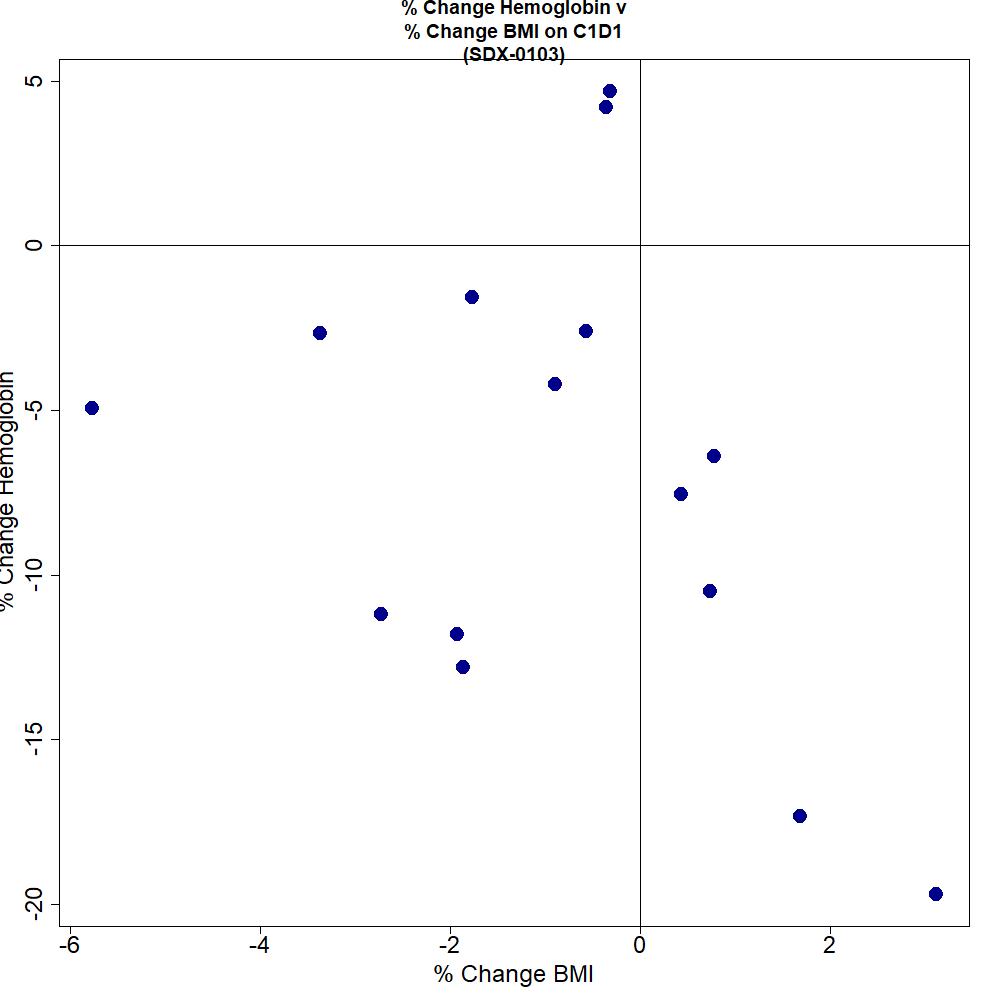 % Change Hemoglobin v
% Change BMI on C1D1
(SDX-0103)
5
0
-5
-10
-15
-20
% Change Hemoglobin
-6
-4
-2
0
2
% Change BMI